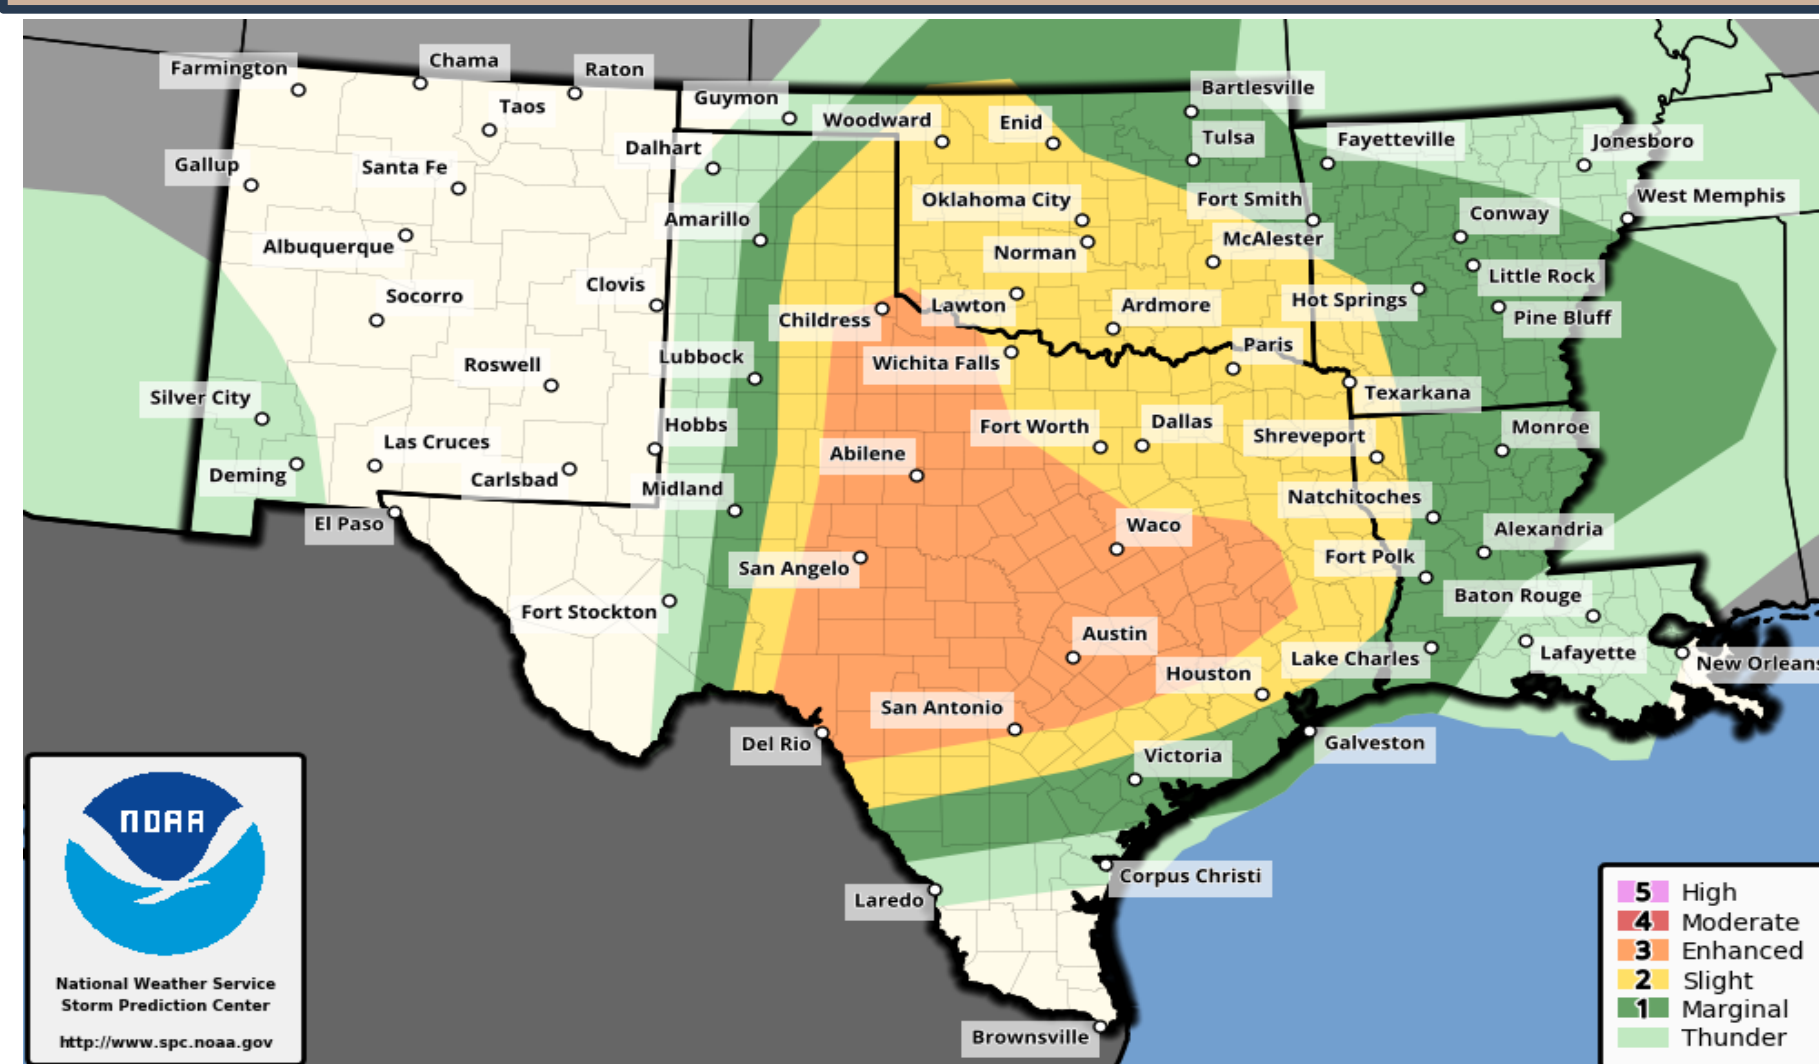 Farmington
Chama
Raton
Taos
Guymon
Woodward
Enid
Bartlesville
Tulsa
Fayetteville
Jonesboro
Gallup
Santa Fe
Dalhart
Oklahoma City
Fort Smith
West Memphis
Albuquerque
Amarillo
Norman
McAlester
Conway
Socorro
Clovis
Childress
Lawton
Ardmore
Hot Springs
Little Rock
Pine Bluff
Roswell
Lubbock
Wichita Falls
Paris
Texarkana
Silver City
Las Cruces
Hobbs
Abilene
Fort Worth
Dallas
Shreveport
Monroe
Deming
Carlsbad
Midland
Natchitoches
El Paso
San Angelo
Waco
Fort Polk
Alexandria
Fort Stockton
Austin
Baton Rouge
Houston
Lake Charles
Lafayette
New Orleans
Del Rio
San Antonio
Victoria
Galveston
Laredo
Corpus Christi
Brownsville
NOAA
National Weather Service
Storm Prediction Center
http://www.spc.noaa.gov
5 High
4 Moderate
3 Enhanced
2 Slight
1 Marginal
Thunder